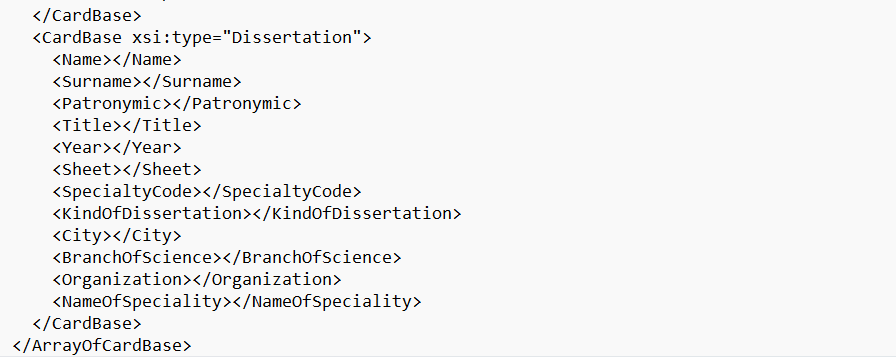 </CardBase>
<CardBase xsi:type="Dissertation">
<Name></Name>
<Surname></Surname>
<Patronymic></Patronymic>
<Title></Title>
<Year></Year>
<Sheet></Sheet>
<SpecialtyCode></SpecialtyCode>
<KindOfDissertation></KindOfDissertation>
<City></City>
<BranchOfScience></BranchOfScience>
<Organization></Organization>
<NameOfSpeciality></NameOfSpeciality>
</CardBase>
</ArrayOfCardBase>